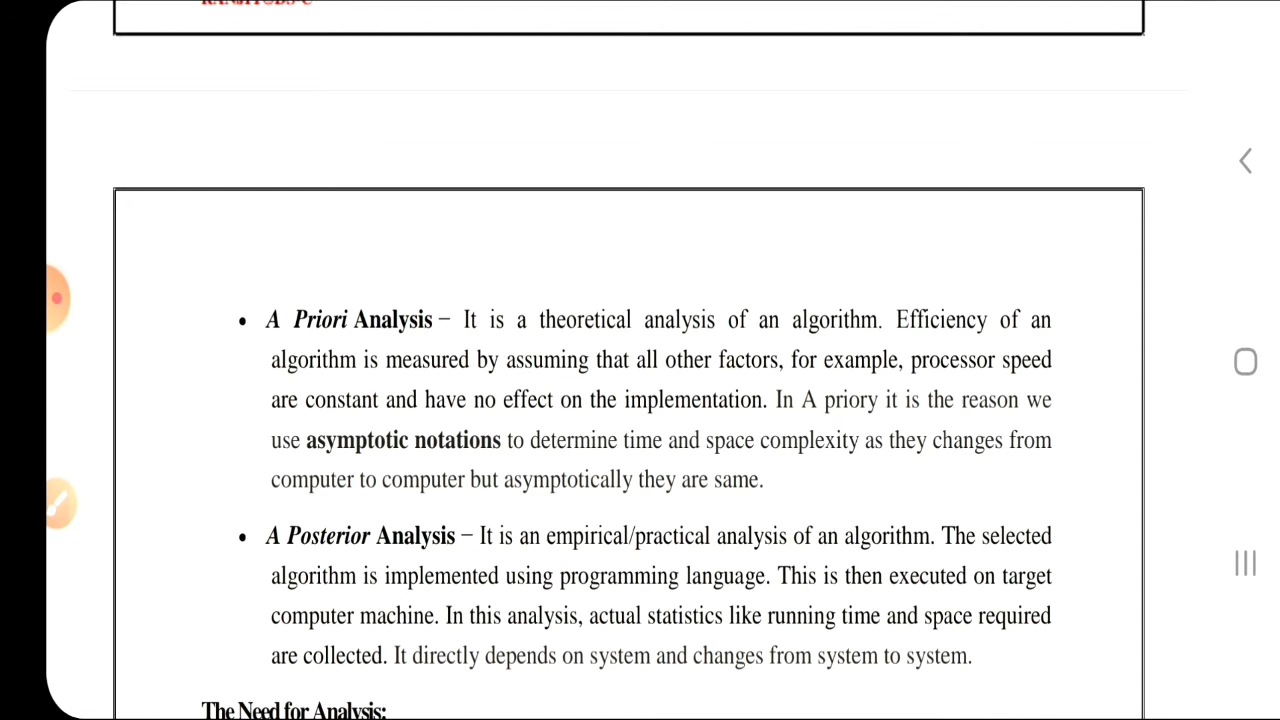 • A Priori Analysis – It is a theoretical analysis of an algorithm. Efficiency of an
algorithm is measured by assuming that all other factors, for example, processor speed
are constant and have no effect on the implementation. In A priory it is the reason we
use asymptotic notations to determine time and space complexity as they changes from
computer to computer but asymptotically they are same.
• A Posterior Analysis – It is an empirical/practical analysis of an algorithm. The selected
algorithm is implemented using programming language. This is then executed on target
computer machine. In this analysis, actual statistics like running time and space required
are collected. It directly depends on system and changes from system to system.
The Need for Analysis: